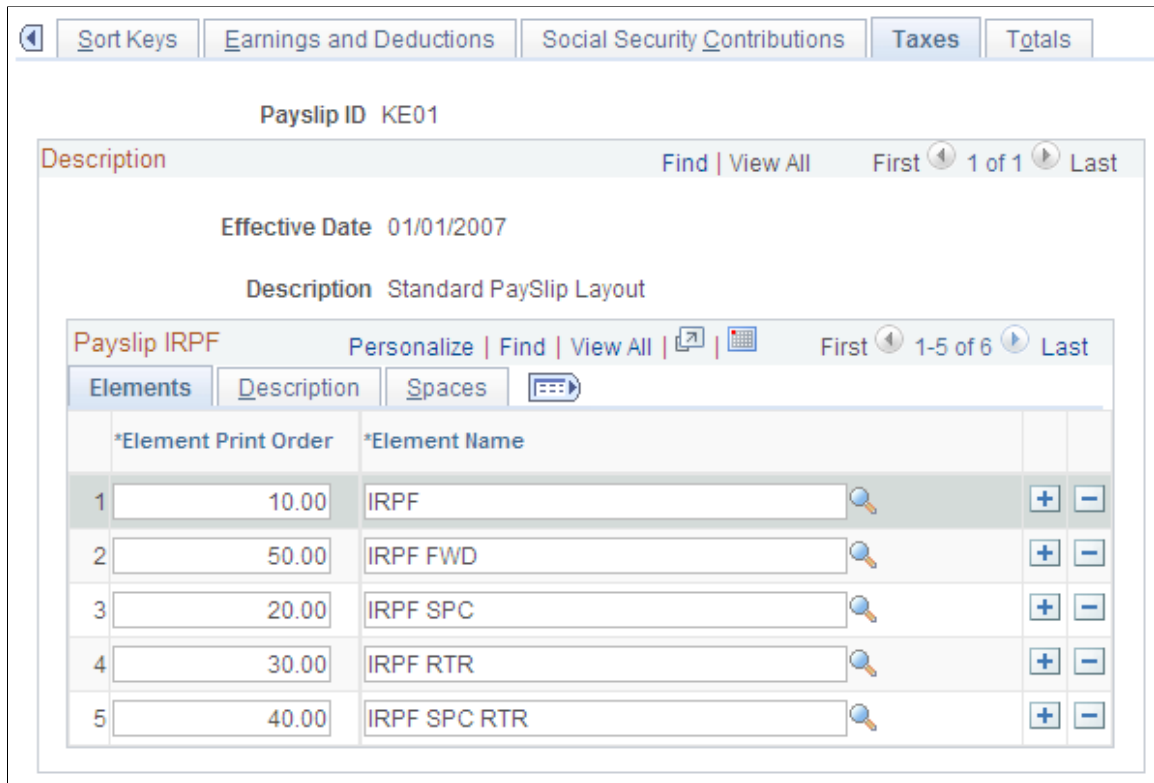 Sort Keys Earnings and Deductions Social Security Contributions Taxes Totals
Payslip ID KE01
Description Find | View All First 1 of 1 Last
Effective Date 01/01/2007
Description Standard PaySlip Layout
Payslip IRPF Personalize | Find | View All | | First 1-5 of 6 Last
Elements Description Spaces
*Element Print Order *Element Name
1 10.00 IRPF
2 50.00 IRPF FWD
3 20.00 IRPF SPC
4 30.00 IRPF RTR
5 40.00 IRPF SPC RTR